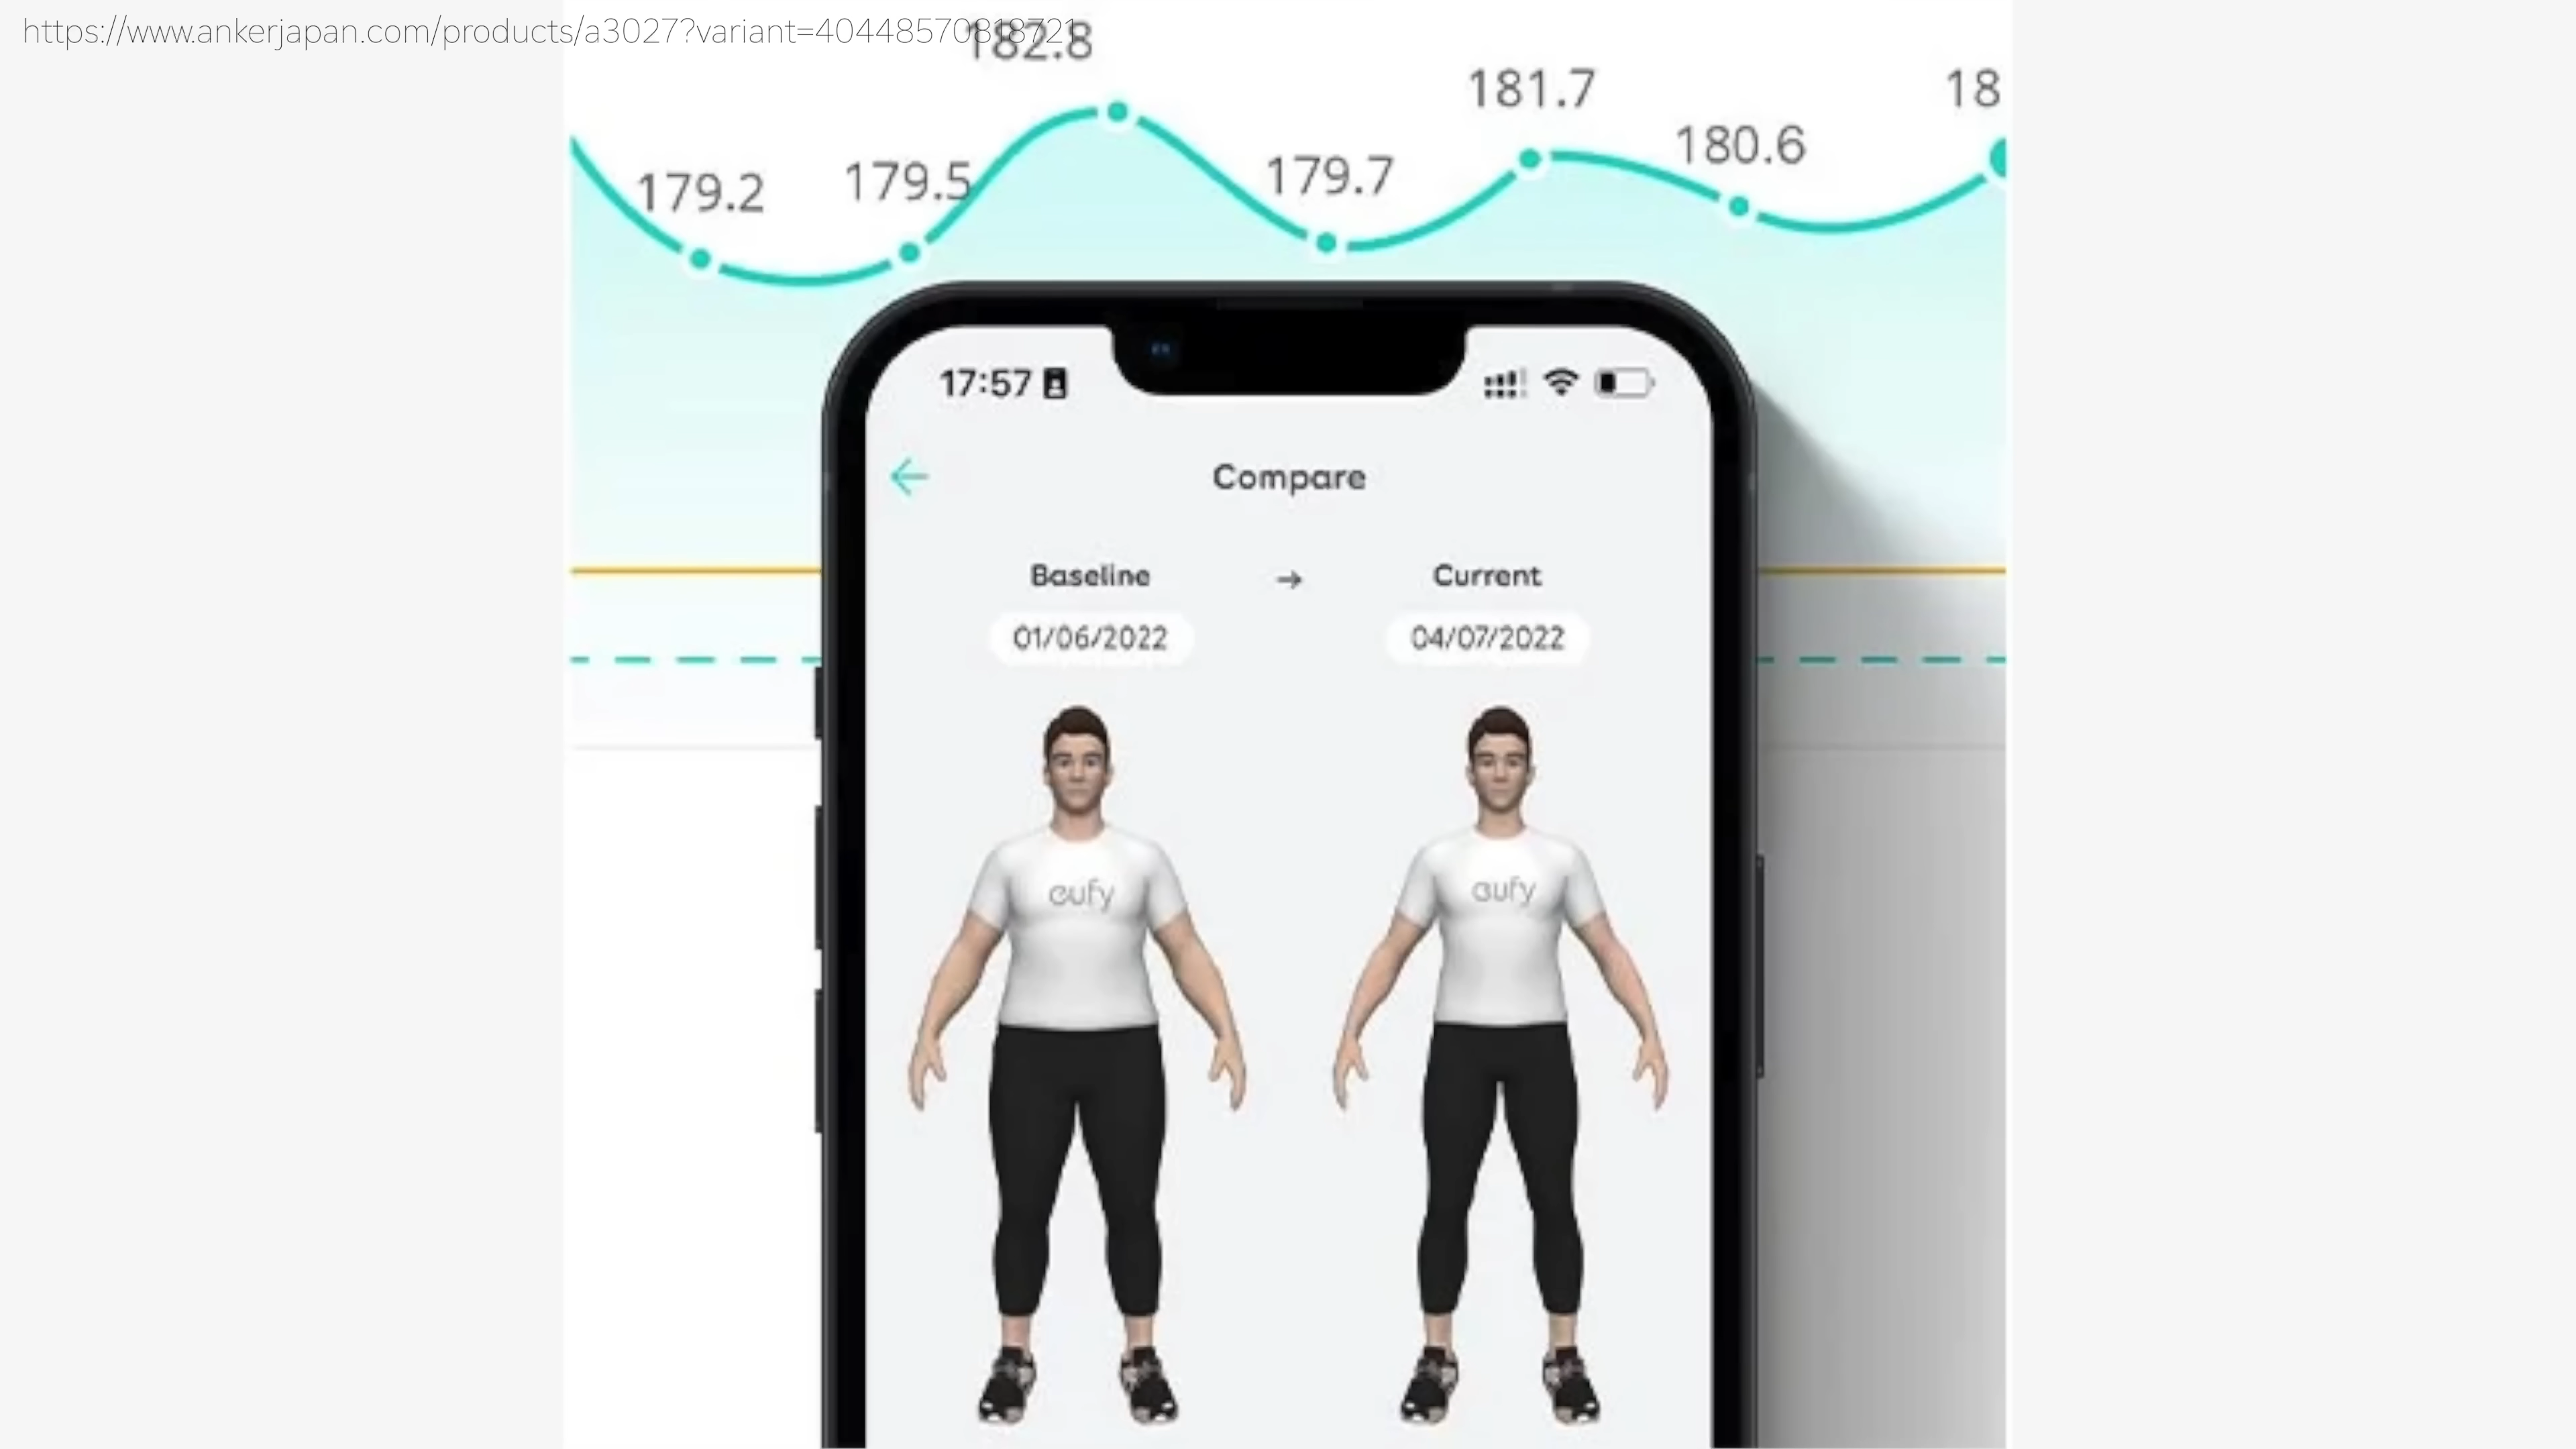 https://www.ankerjapan.com/products/a3027?variant=40448570818721
182.8
181.7
18
180.6
179.2
179.5
179.7
17:57
Compare
Baseline → Current
01/06/2022 04/07/2022
eufy eufy